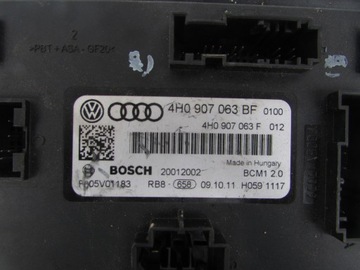 2
>PBT+ASA-GF20<
4H0 907 063 BF 0100
4H0 907 063 F 012
Made in Hungary
BOSCH 20012002 BCM1 2.0
RB8- 658 09.10.11 H059 1117